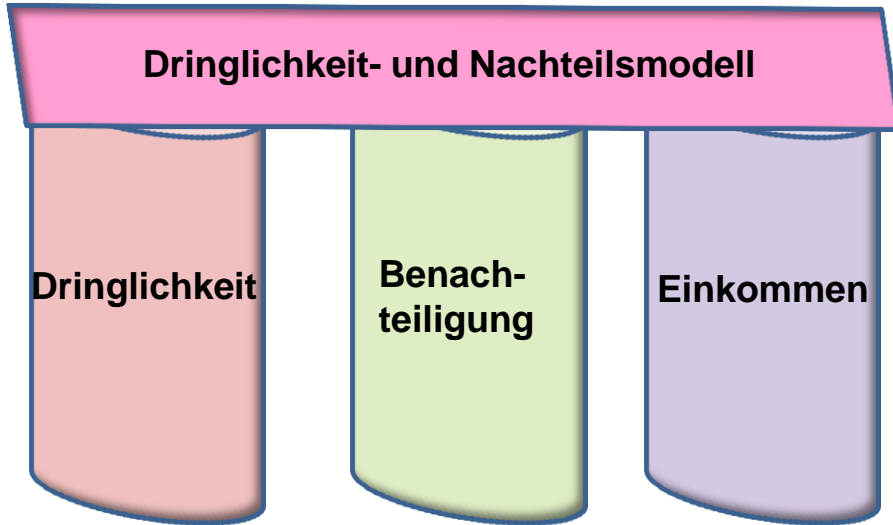 Dringlichkeit- und Nachteilsmodell
Dringlichkeit
Benach-
teiligung
Einkommen